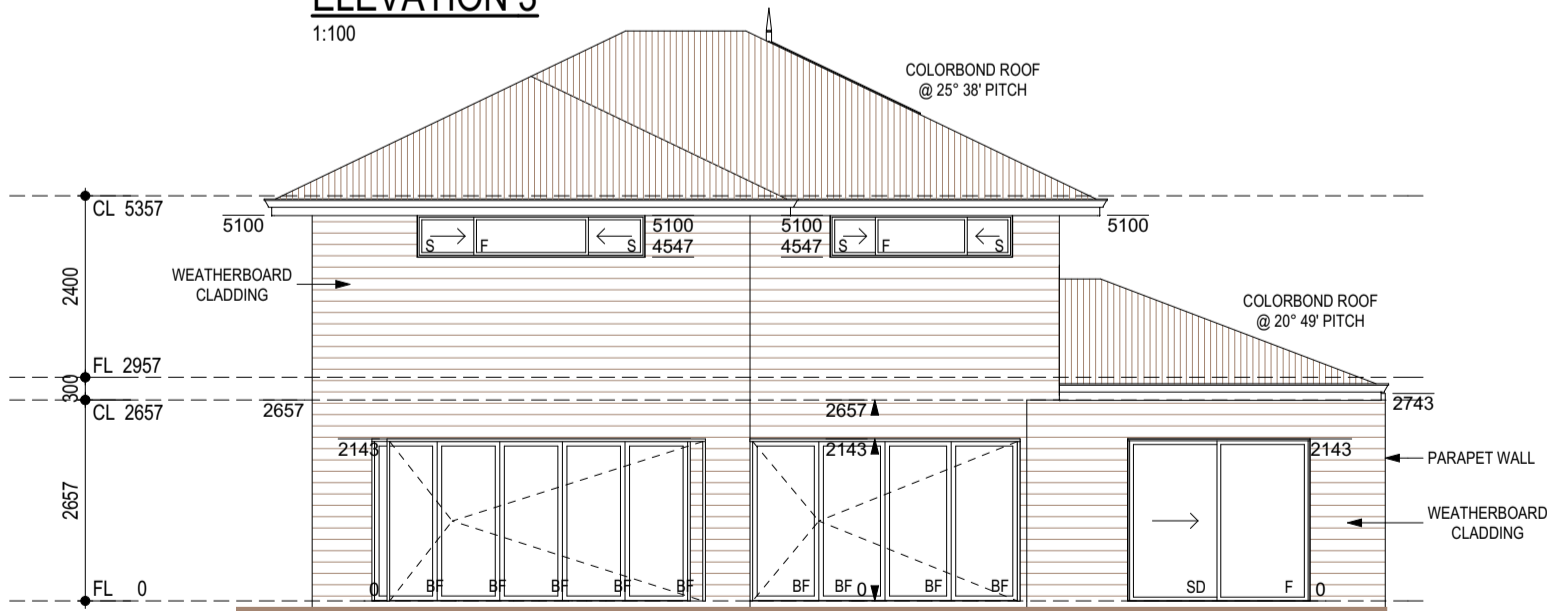 ELEVATION 3
1:100
COLORBOND ROOF
@ 25° 38' PITCH
CL 5357
5100
5100
4547
5100
4547
5100
S
F
S
S
F
S
WEATHERBOARD
CLADDING
2400
COLORBOND ROOF
@ 20° 49' PITCH
FL 2957
300
CL 2657
2657
2657
2743
2143
2143
2143
PARAPET WALL
2657
WEATHERBOARD
CLADDING
FL 0
0
BF
BF
BF
BF
BF
BF
BF
0
BF
BF
SD
F
0